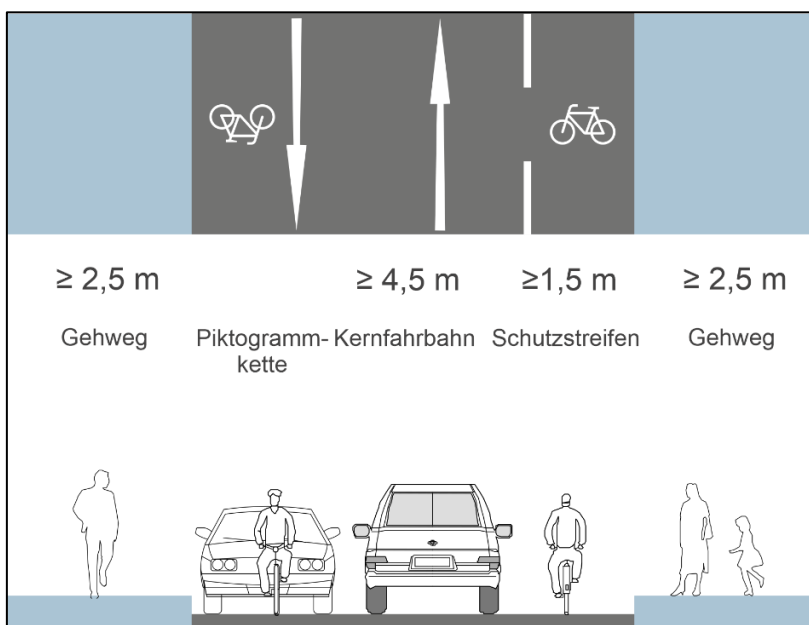 ≥ 2,5 m ≥ 4,5 m ≥1,5 m ≥ 2,5 m
Gehweg Piktogramm- Kernfahrbahn Schutzstreifen Gehweg
kette